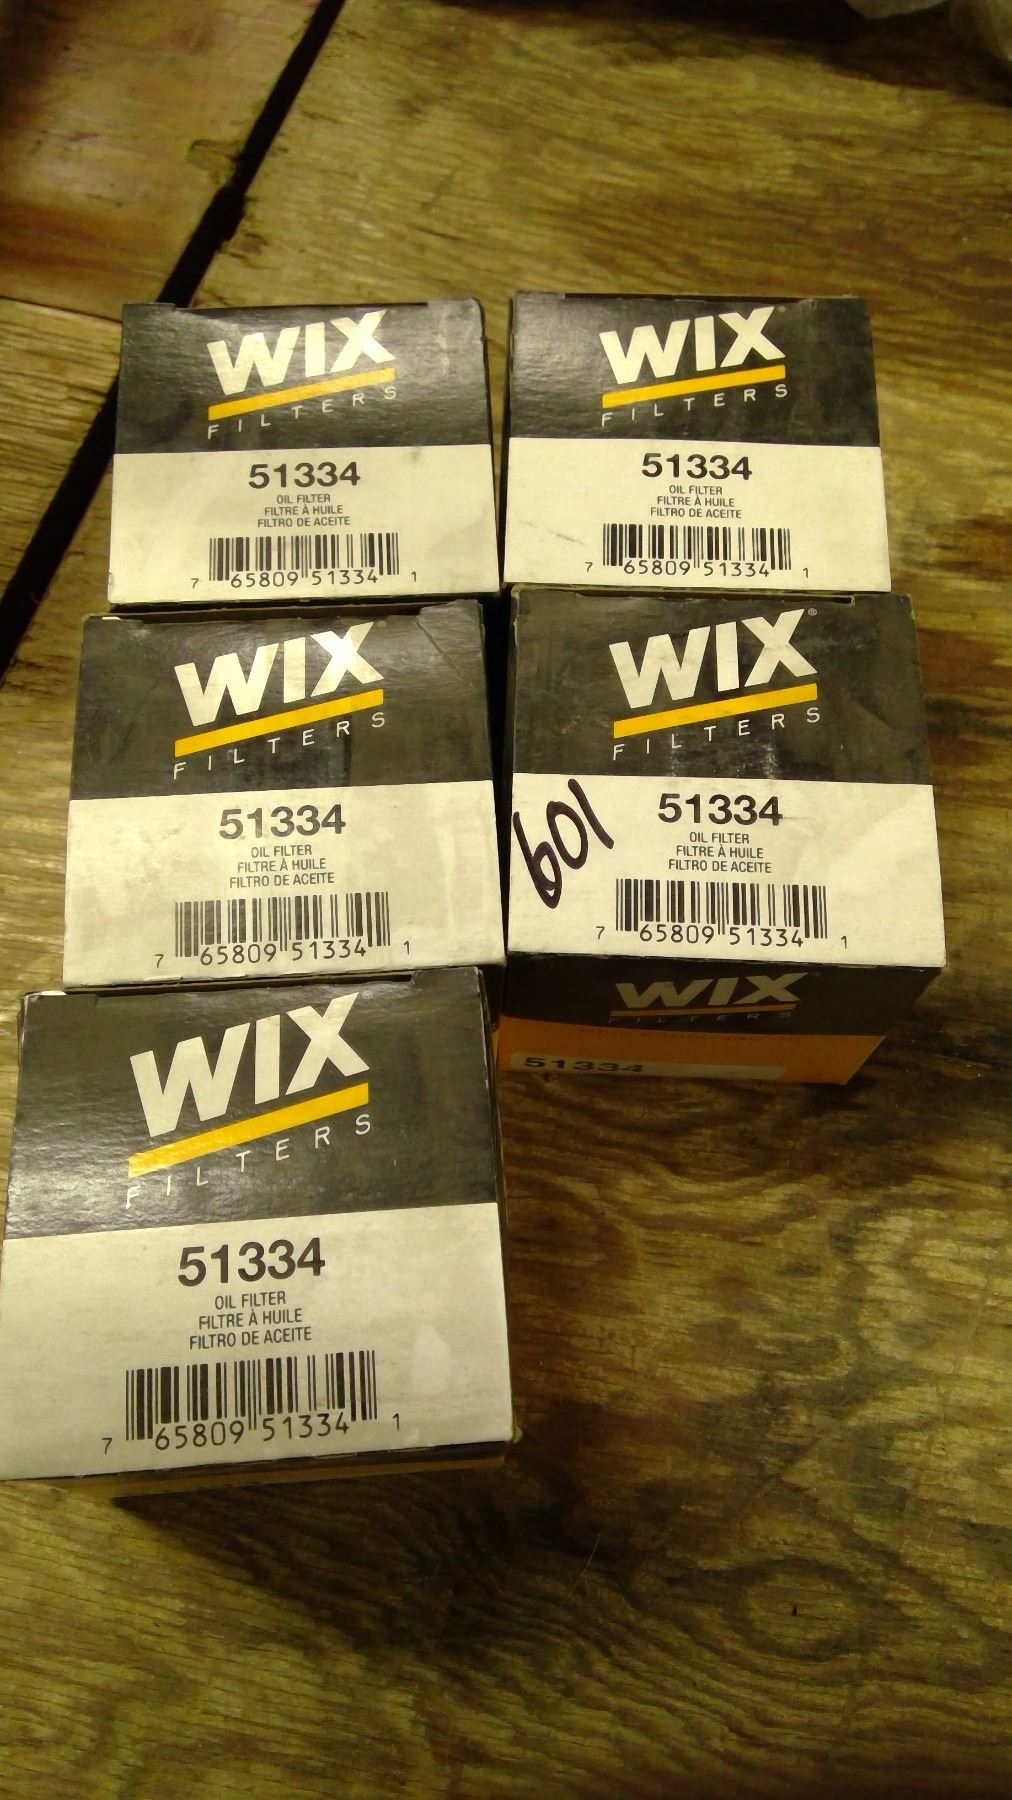 WIX
FILTERS
51334
OIL FILTER
FILTRE À HUILE
FILTRO DE ACEITE
7 65809 51334 1
WIX
FILTERS
51334
OIL FILTER
FILTRE À HUILE
FILTRO DE ACEITE
7 65809 51334 1
WIX
FILTERS
51334
OIL FILTER
FILTRE À HUILE
FILTRO DE ACEITE
7 65809 51334 1
WIX®
FILTERS
601
51334
OIL FILTER
FILTRE À HUILE
FILTRO DE ACEITE
7 65809 51334 1
WIX
FILTERS
51334
WIX
FILTERS
51334
OIL FILTER
FILTRE À HUILE
FILTRO DE ACEITE
7 65809 51334 1